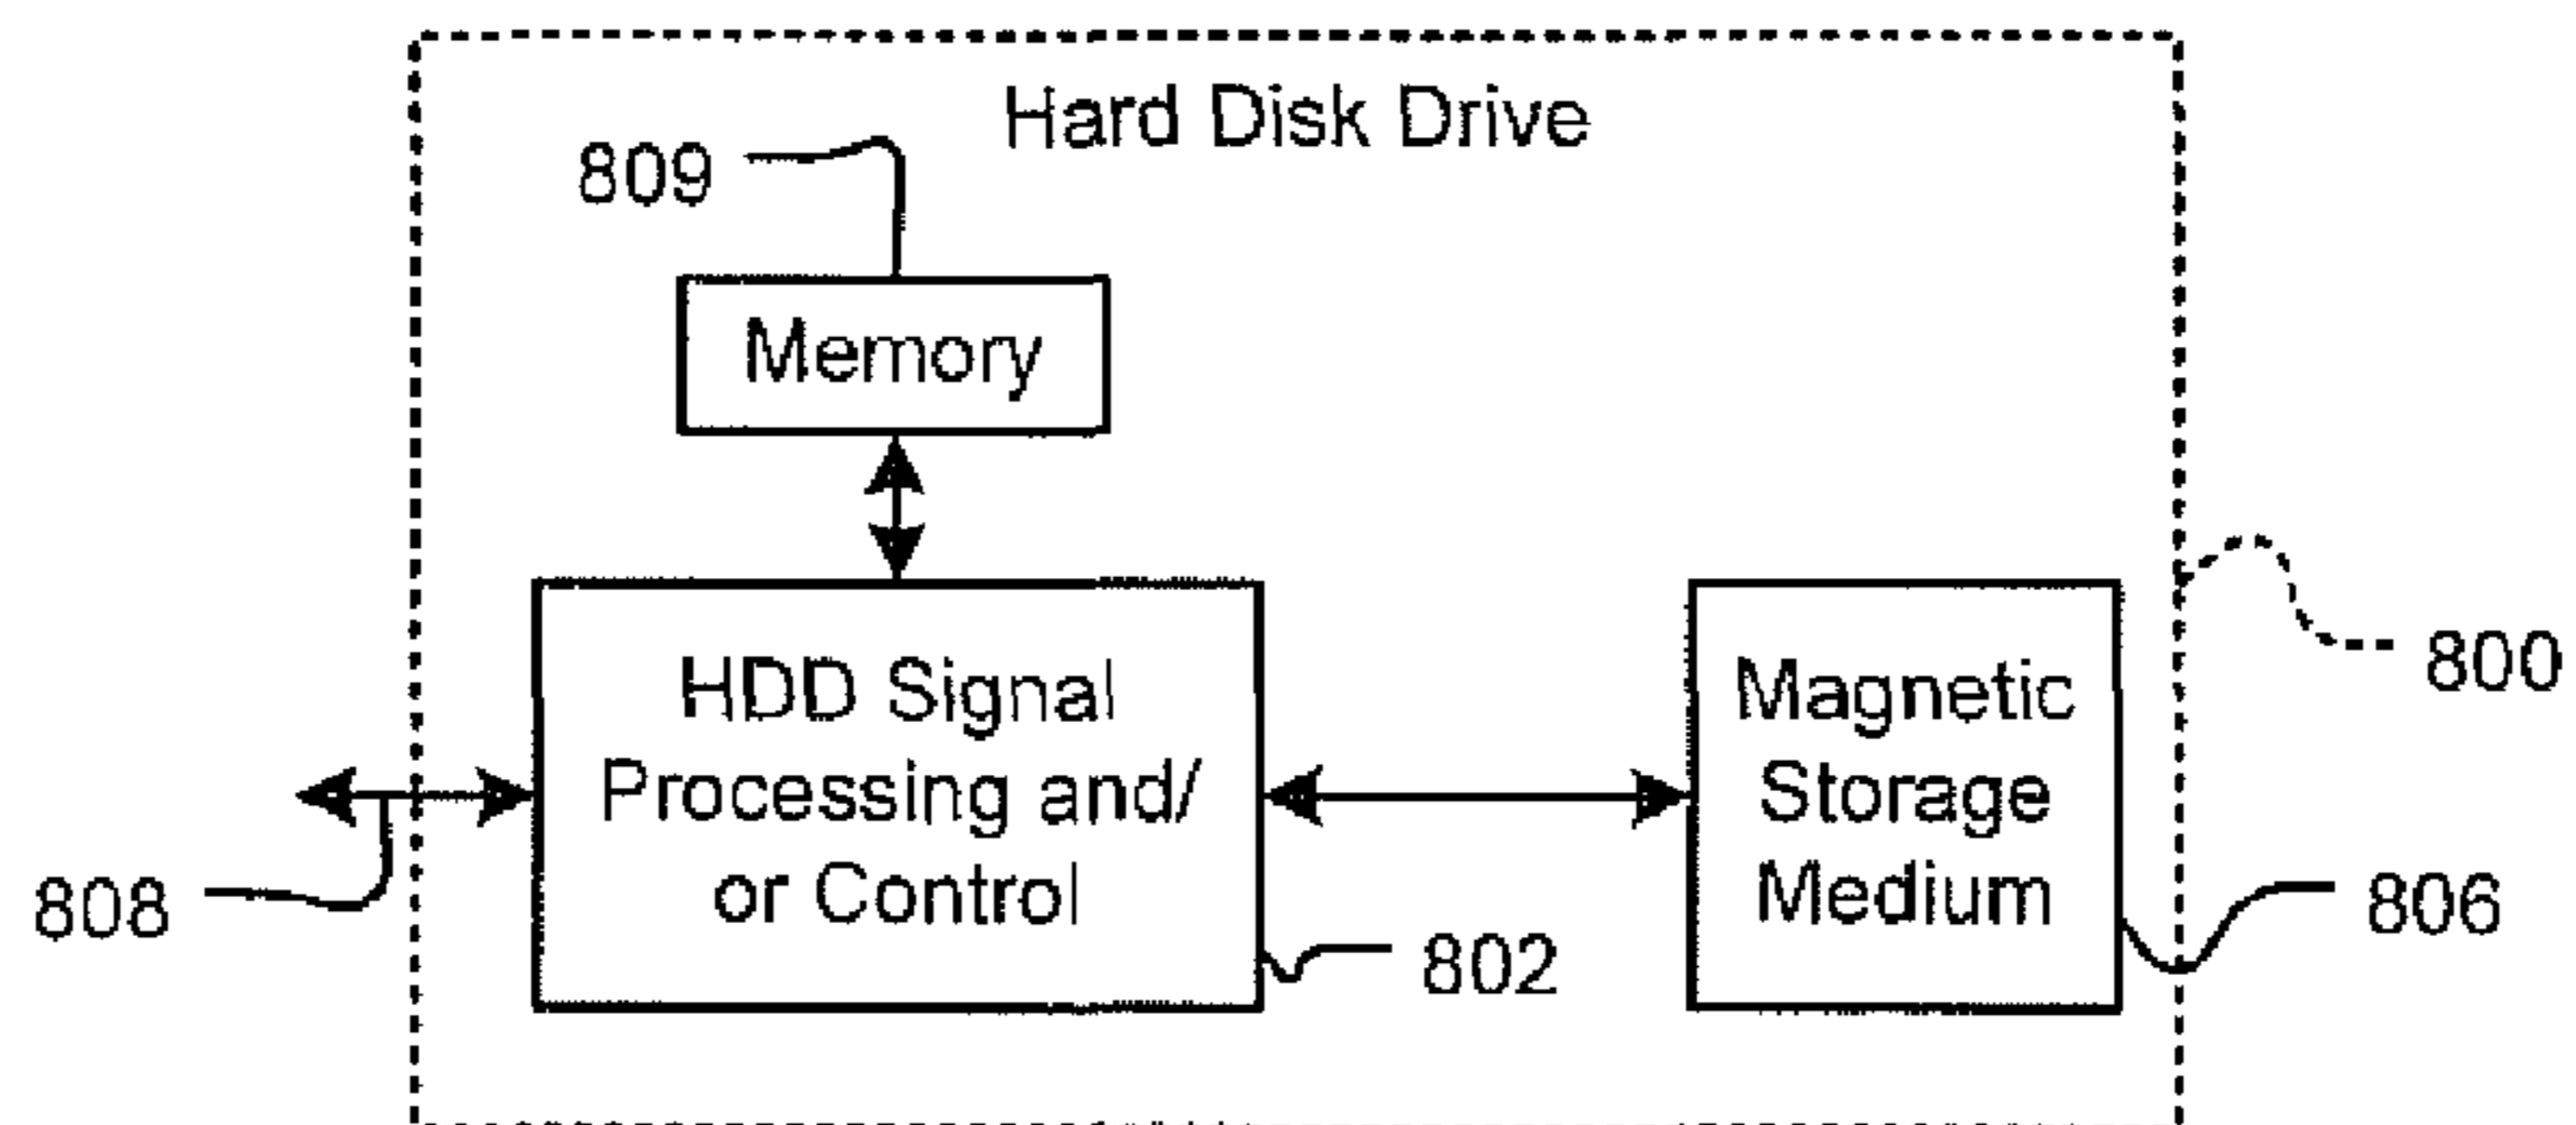 Hard Disk Drive
809
Memory
HDD Signal
Processing and/
or Control
Magnetic
Storage
Medium
800
808
802
806